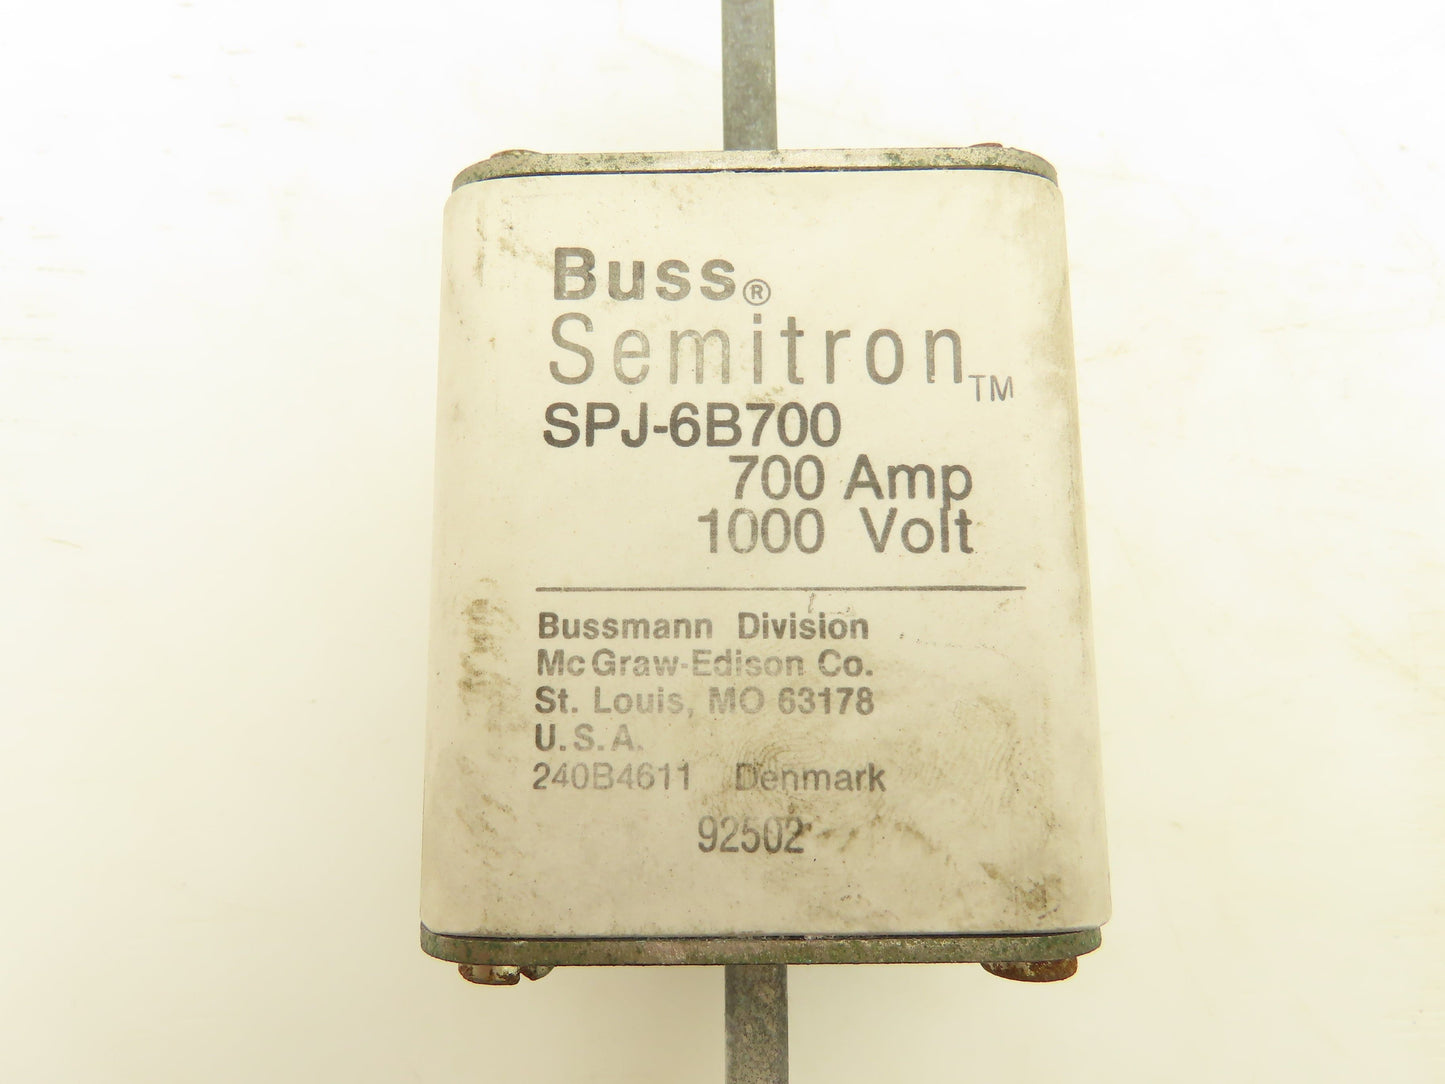 Buss®
Semitron™
SPJ-6B700
700 Amp
1000 Volt
Bussmann Division
McGraw-Edison Co.
St. Louis, MO 63178
U.S.A.
240B4611 Denmark
92502